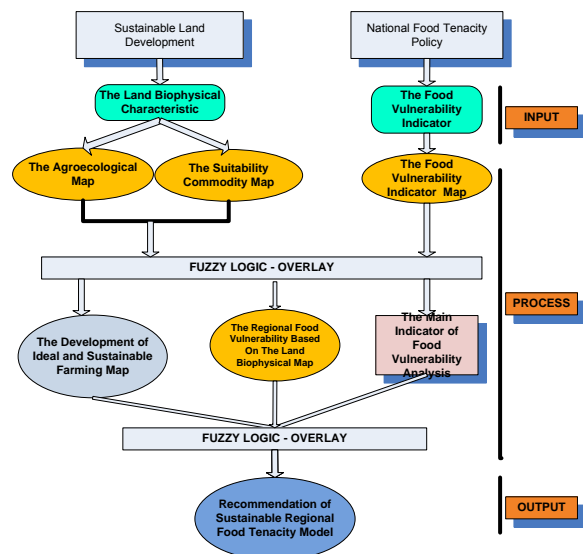 Sustainable Land
Development
National Food Tenacity
Policy
The Land Biophysical
Characteristic
The Food
Vulnerability
Indicator
INPUT
The Agroecological
Map
The Suitability
Commodity Map
The Food
Vulnerability
Indicator Map
FUZZY LOGIC - OVERLAY
PROCESS
The Development of
Ideal and Sustainable
Farming Map
The Regional Food
Vulnerability Based
On The Land
Biophysical Map
The Main
Indicator of
Food
Vulnerability
Analysis
FUZZY LOGIC - OVERLAY
Recommendation of
Sustainable Regional
Food Tenacity Model
OUTPUT